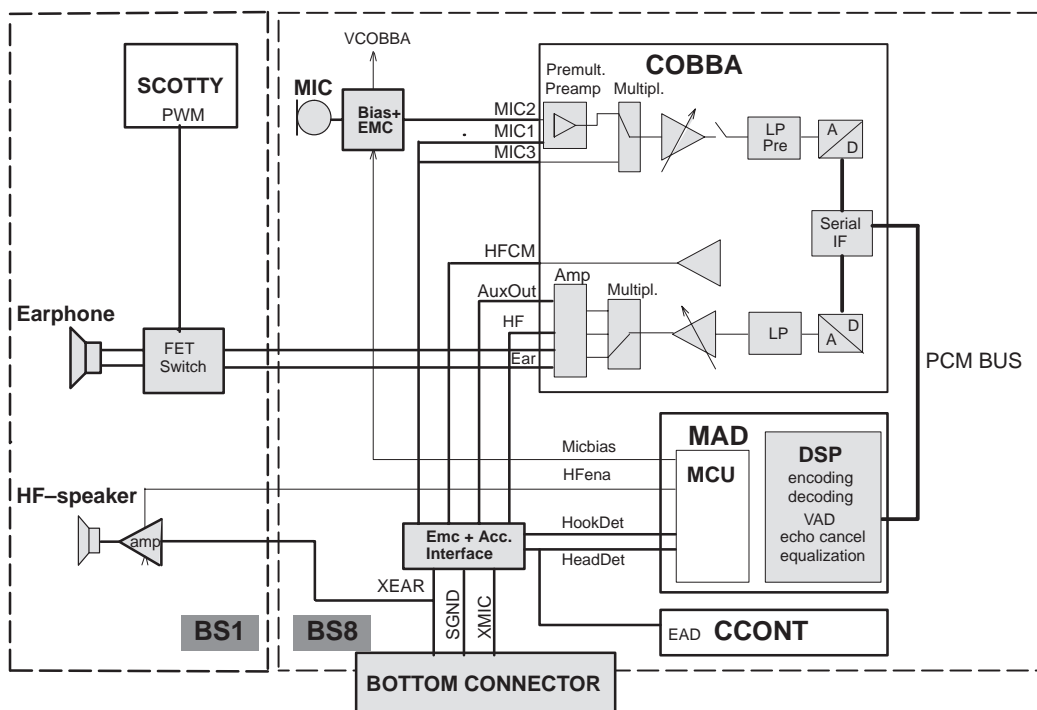 VCOBBA
SCOTTY
PWM
MIC
Bias+
EMC
MIC2
MIC1
MIC3
COBBA
Premult.
Preamp
Multipl.
LP
Pre
A
D
Serial
IF
HFCM
Amp
AuxOut
Multipl.
HF
Ear
LP
D
A
Earphone
FET
Switch
PCM BUS
MAD
MCU
DSP
encoding
decoding
VAD
echo cancel
equalization
Micbias
HFena
HF–speaker
amp
Emc + Acc.
Interface
HookDet
HeadDet
XEAR
SGND
XMIC
EAD CCONT
BS1
BS8
BOTTOM CONNECTOR